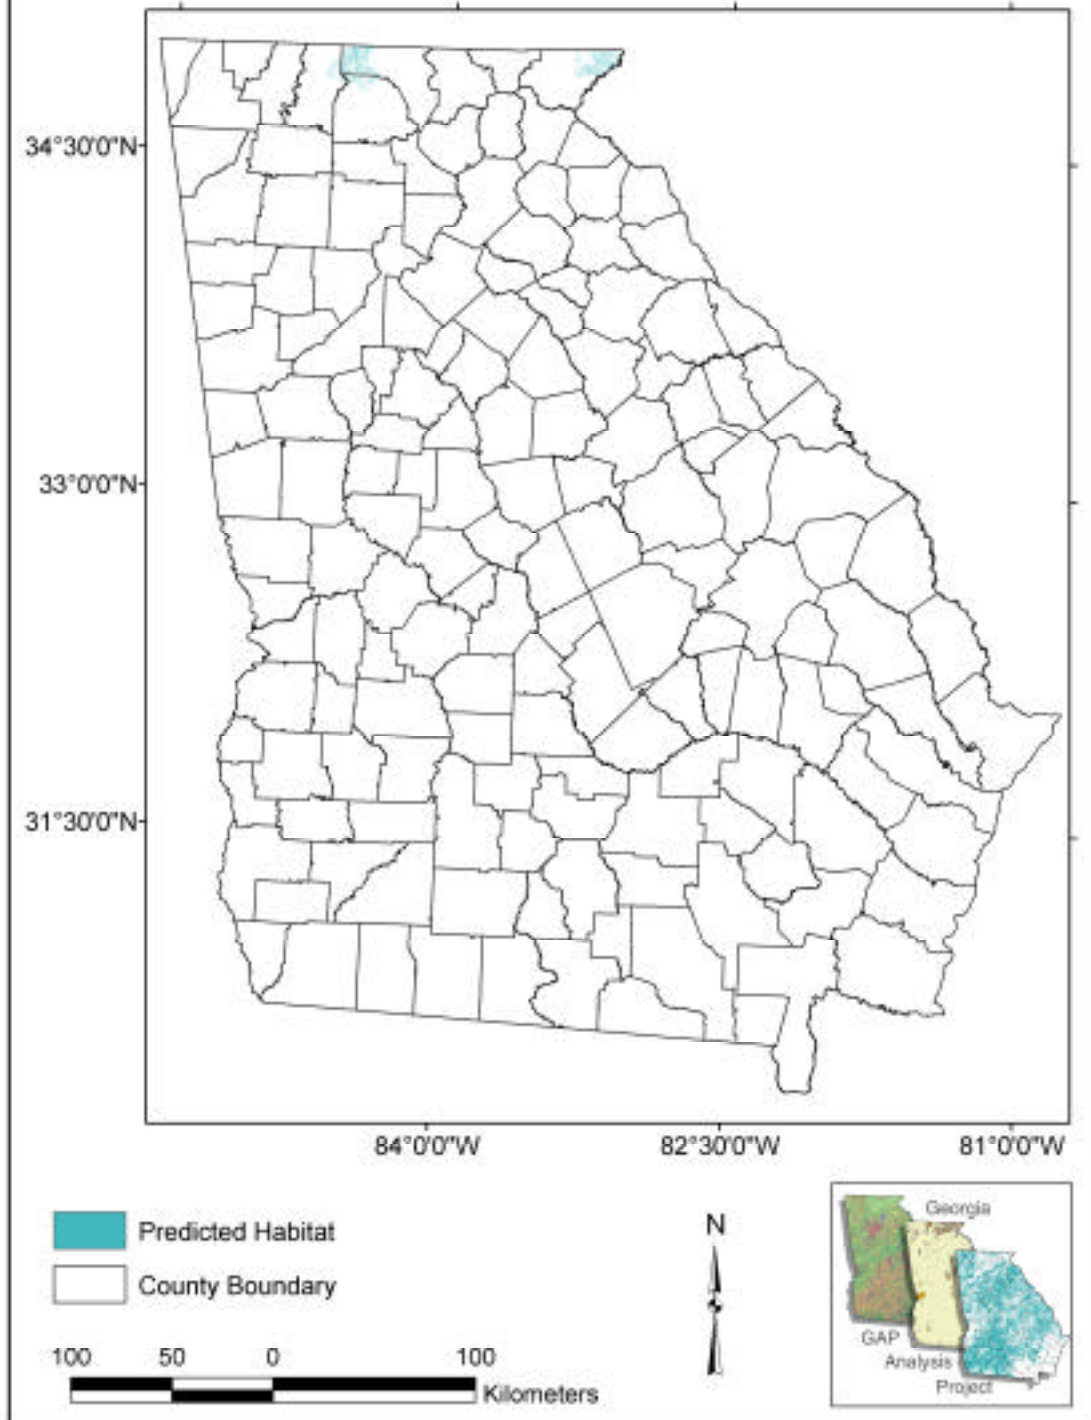 34°30'0"N
33°0'0"N
31°30'0"N
84°0'0"W
82°30'0"W
81°0'0"W
Predicted Habitat
County Boundary
100 50 0 100
Kilometers
N
Georgia
GAP
Analysis
Project